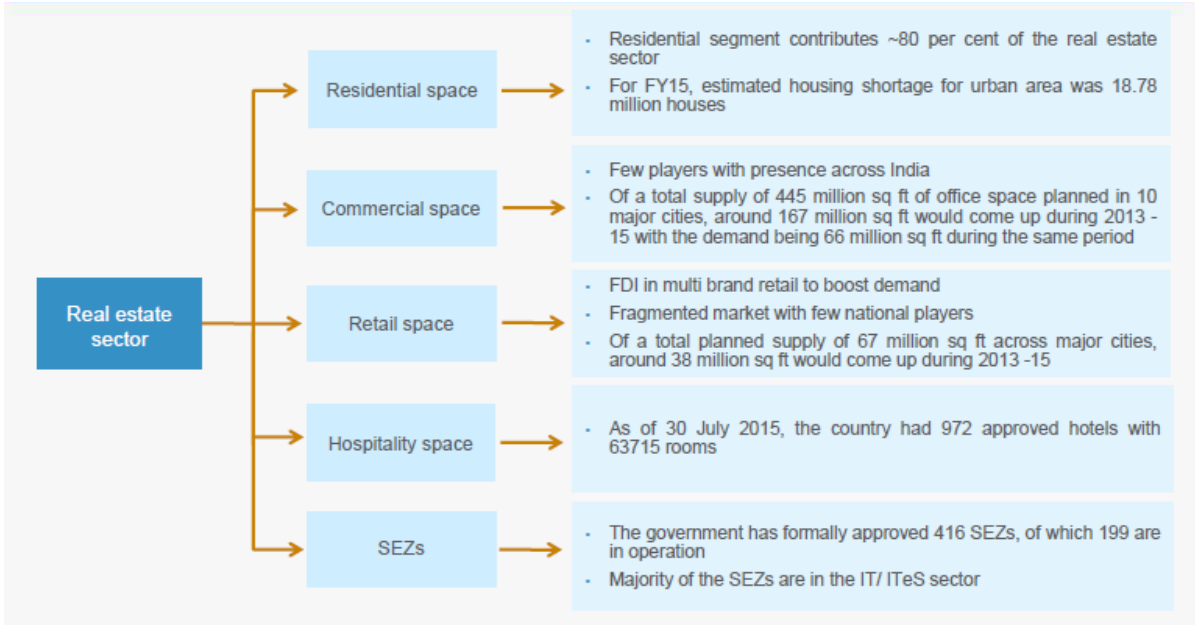 Real estate
sector
Residential space
Residential segment contributes ~80 per cent of the real estate
sector
For FY15, estimated housing shortage for urban area was 18.78
million houses
Commercial space
Few players with presence across India
Of a total supply of 445 million sq ft of office space planned in 10
major cities, around 167 million sq ft would come up during 2013 -
15 with the demand being 66 million sq ft during the same period
Retail space
FDI in multi brand retail to boost demand
Fragmented market with few national players
Of a total planned supply of 67 million sq ft across major cities,
around 38 million sq ft would come up during 2013 -15
Hospitality space
As of 30 July 2015, the country had 972 approved hotels with
63715 rooms
SEZs
The government has formally approved 416 SEZs, of which 199 are
in operation
Majority of the SEZs are in the IT/ ITeS sector